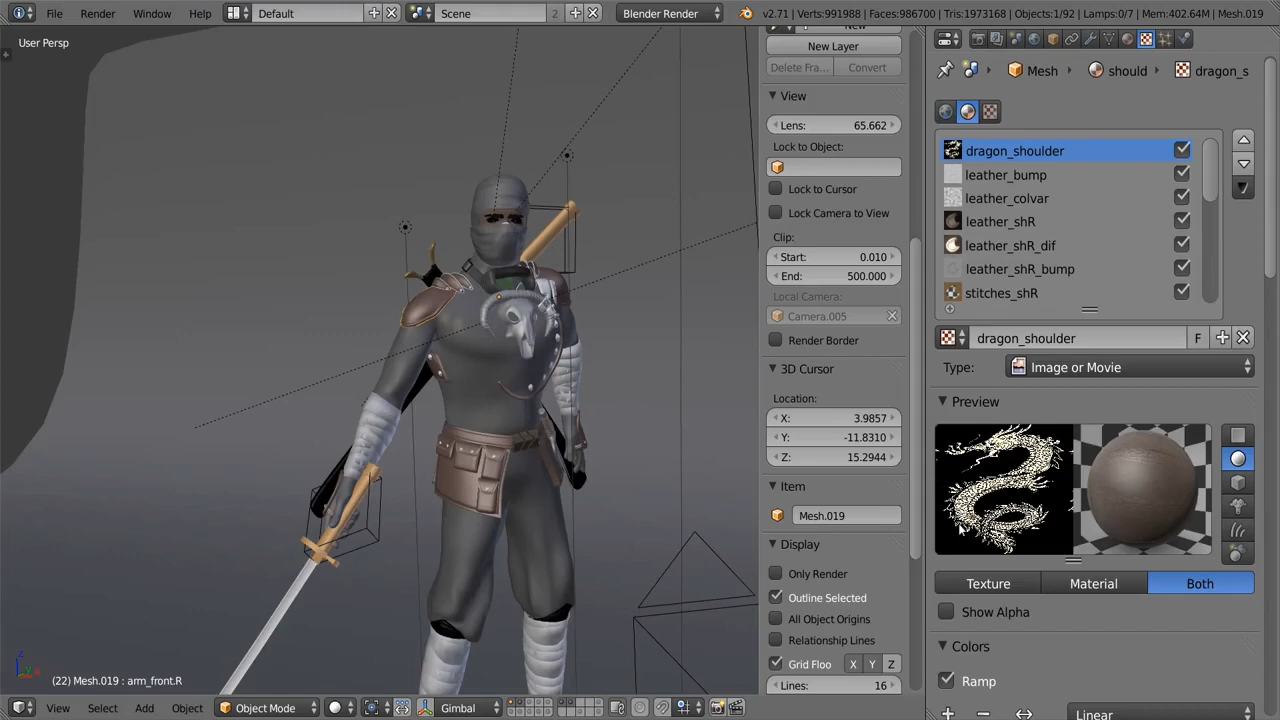 File Render Window Help Default Scene 2 Blender Render v2.71 | Verts:991988 | Faces:986700 | Tris:1973168 | Objects:1/92 | Lamps:0/7 | Mem:402.64M | Mesh.019
User Persp
New
New Layer
Delete Fra... Convert
View
Lens: 65.662
Lock to Object:
Lock to Cursor
Lock Camera to View
Clip:
Start: 0.010
End: 500.000
Local Camera:
Camera.005
Render Border
3D Cursor
Location:
X: 3.9857
Y: -11.8310
Z: 15.2944
Item
Mesh.019
Display
Only Render
Outline Selected
All Object Origins
Relationship Lines
Grid Floo X Y Z
Lines: 16
Mesh shoud dragon_s
dragon_shoulder
leather_bump
leather_colvar
leather_shR
leather_shR_dif
leather_shR_bump
stitches_shR
dragon_shoulder F
Type: Image or Movie
Preview
Texture Material Both
Show Alpha
Colors
Ramp
Linear
(22) Mesh.019 : arm_front.R
View Select Add Object Object Mode Gimbal